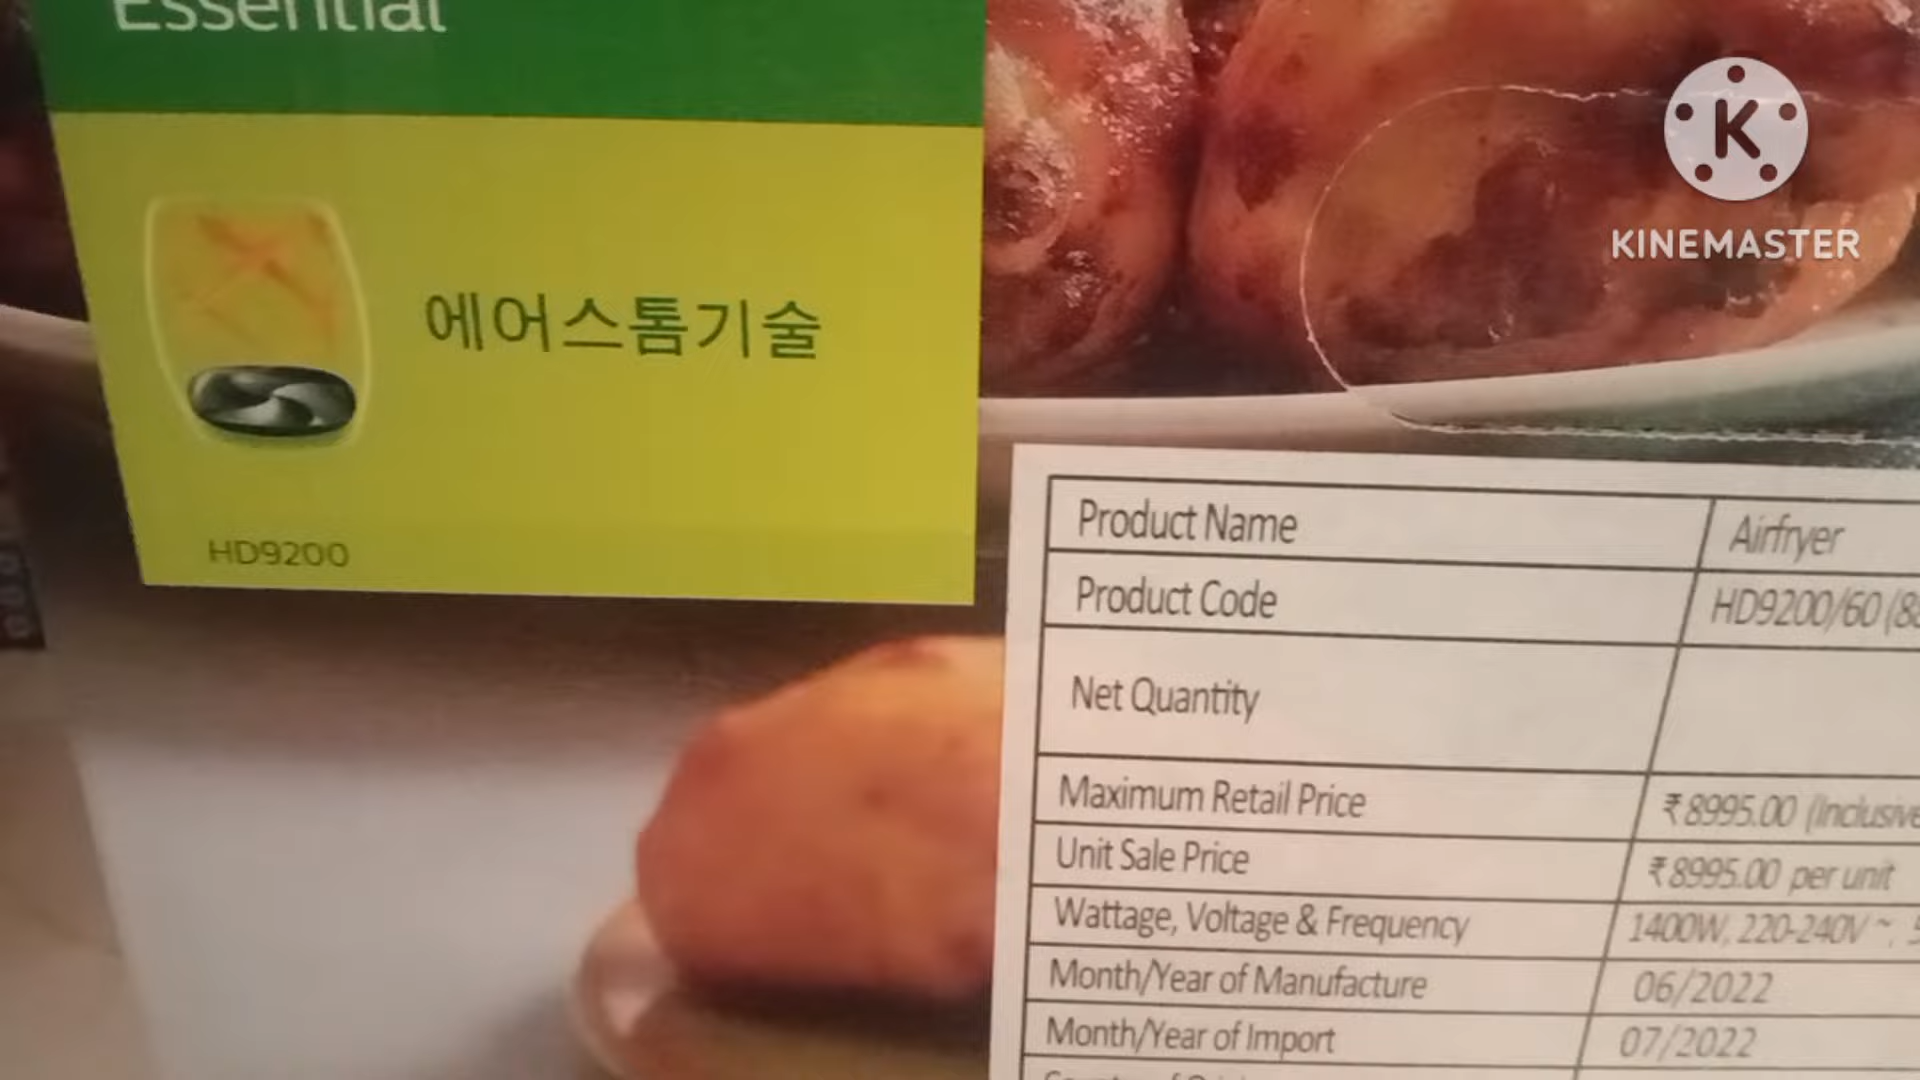 Essential
에어스톰기술
HD9200
KINEMASTER
Product Name Airfryer
Product Code HD9200/60
Net Quantity
Maximum Retail Price ₹ 8995.00 (Inclusive
Unit Sale Price ₹ 8995.00 per unit
Wattage, Voltage & Frequency 1400W, 220-240V ~,
Month/Year of Manufacture 06/2022
Month/Year of Import 07/2022